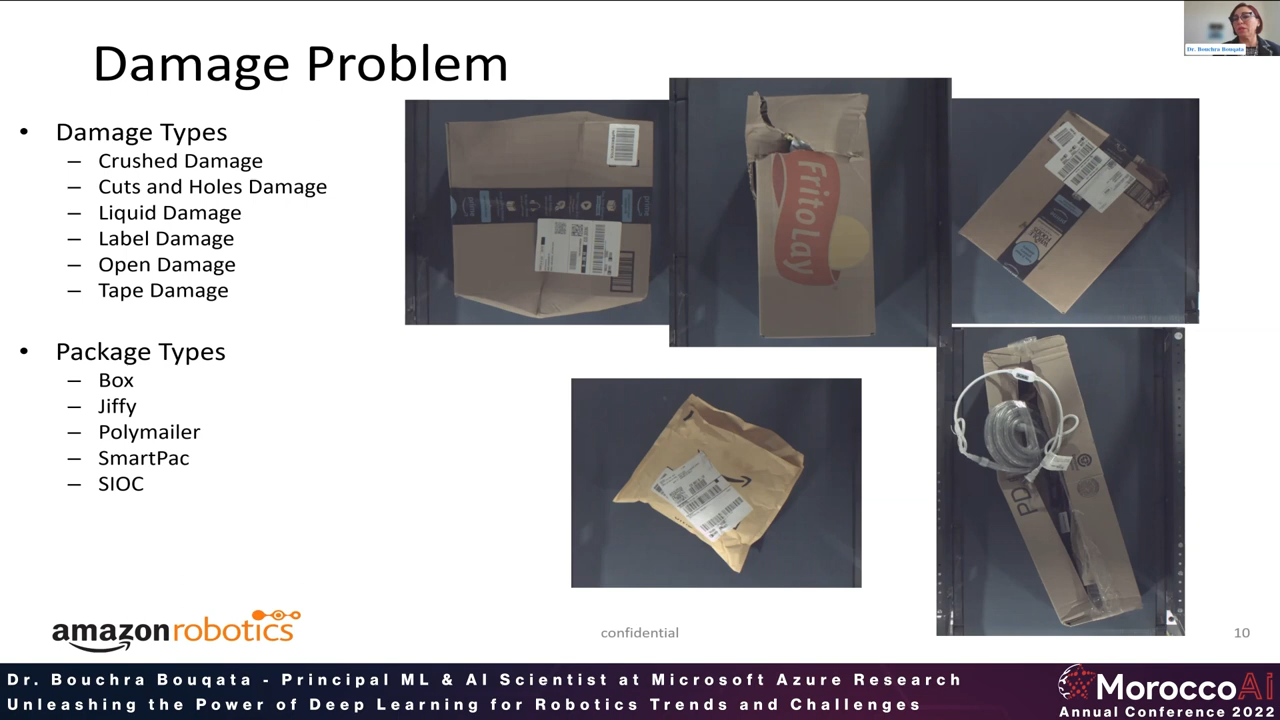 Dr. Bouchra Bouqata
Damage Problem
• Damage Types
– Crushed Damage
– Cuts and Holes Damage
– Liquid Damage
– Label Damage
– Open Damage
– Tape Damage
• Package Types
– Box
– Jiffy
– Polymailer
– SmartPac
– SIOC
prime
FritoLay
PD
amazon robotics
confidential
10
Dr. Bouchra Bouqata - Principal ML & AI Scientist at Microsoft Azure Research
Unleashing the Power of Deep Learning for Robotics Trends and Challenges
MoroccoAi
Annual Conference 2022